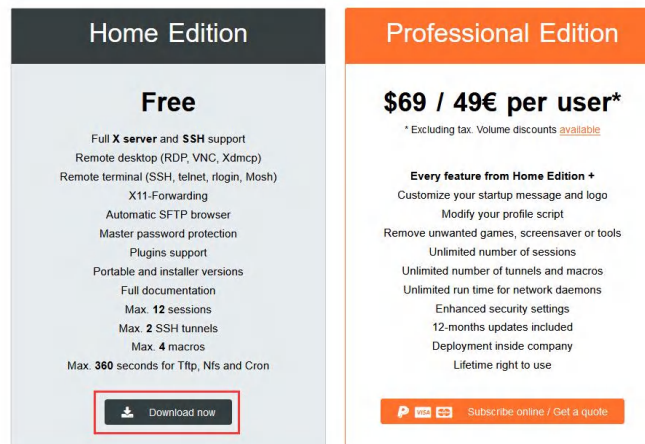 Home Edition
Free
Full X server and SSH support
Remote desktop (RDP, VNC, Xdmcp)
Remote terminal (SSH, telnet, rlogin, Mosh)
X11-Forwarding
Automatic SFTP browser
Master password protection
Plugins support
Portable and installer versions
Full documentation
Max. 12 sessions
Max. 2 SSH tunnels
Max. 4 macros
Max. 360 seconds for Tftp, Nfs and Cron
Download now
Professional Edition
$69 / 49€ per user*
* Excluding tax. Volume discounts available
Every feature from Home Edition +
Customize your startup message and logo
Modify your profile script
Remove unwanted games, screensaver or tools
Unlimited number of sessions
Unlimited number of tunnels and macros
Unlimited run time for network daemons
Enhanced security settings
12-months updates included
Deployment inside company
Lifetime right to use
VISA Subscribe online / Get a quote